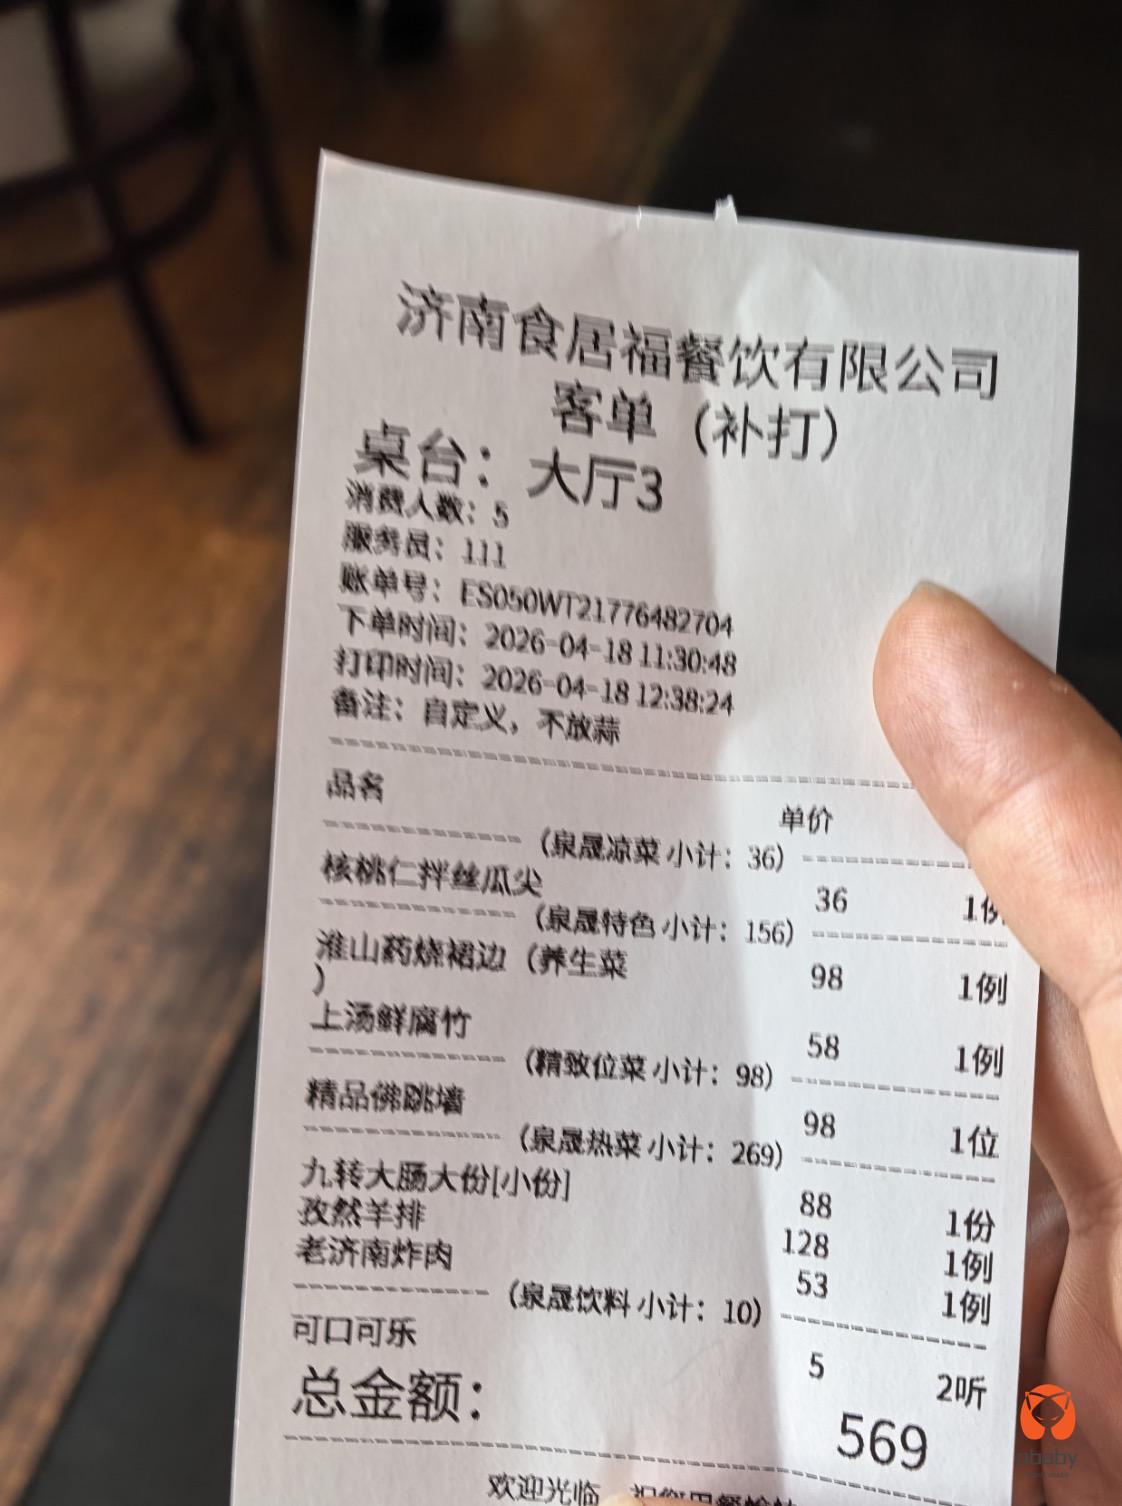 济南食居福餐饮有限公司
客单（补打）
桌台：大厅3
消费人数：5
服务员：111
账单号：ES050WT21776482704
下单时间：2026-04-18 11:30:48
打印时间：2026-04-18 12:38:24
备注：自定义，不放蒜
品名 单价
（泉晟凉菜 小计：36）
核桃仁拌丝瓜尖 36 1例
（泉晟特色 小计：156）
淮山药烧裙边（养生菜 98 1例
）
上汤鲜腐竹 58 1例
（精致位菜 小计：98）
精品佛跳墙 98 1位
（泉晟热菜 小计：269）
九转大肠大份[小份] 88 1份
孜然羊排 128 1例
老济南炸肉 53 1例
（泉晟饮料 小计：10）
可口可乐 5 2听
总金额： 569
欢迎光临